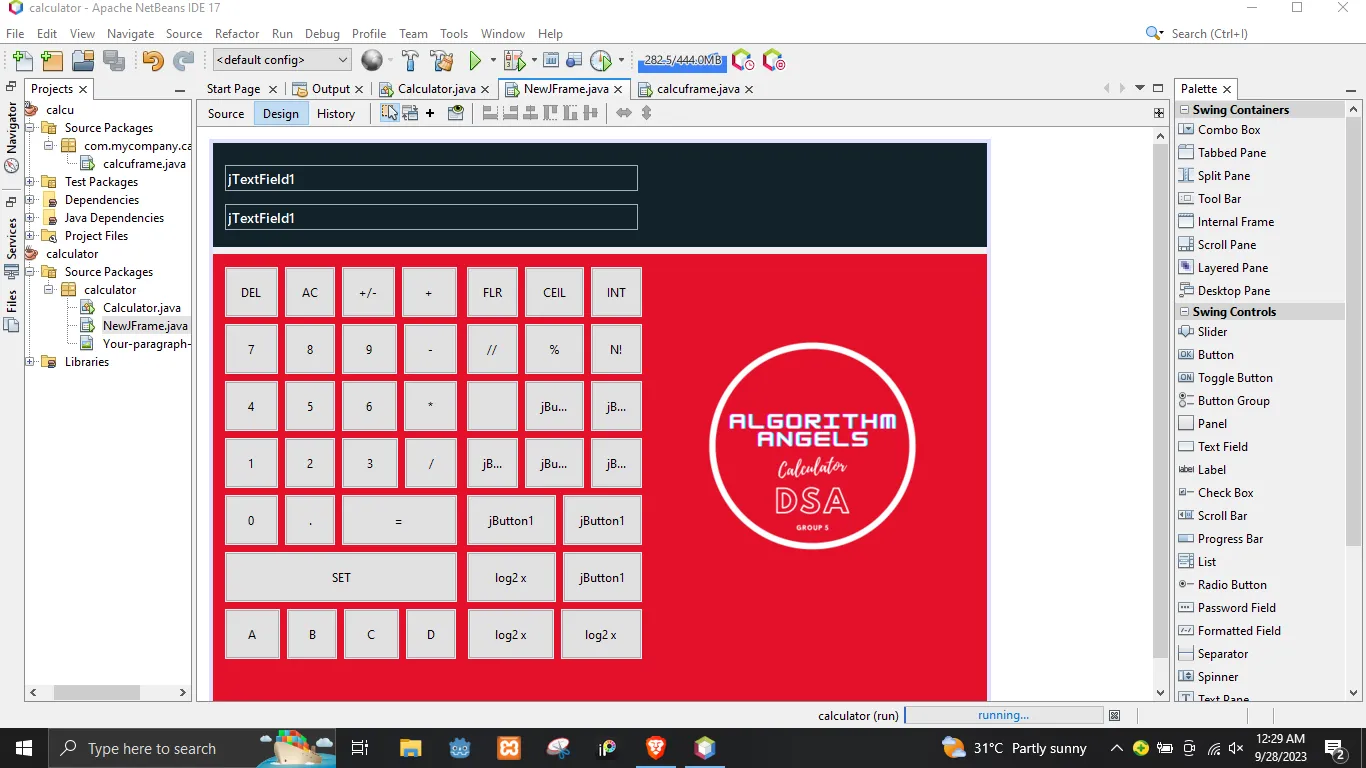 calculator - Apache NetBeans IDE 17
File Edit View Navigate Source Refactor Run Debug Profile Team Tools Window Help Search (Ctrl+I)
<default config> 282.5/444.0MB
Projects Start Page Output Calculator.java NewJFrame.java calcuframe.java Palette
Source Design History
Navigator
Services
Files
calcu
Source Packages
com.mycompany.ca
calcuframe.java
Test Packages
Dependencies
Java Dependencies
Project Files
calculator
Source Packages
calculator
Calculator.java
NewJFrame.java
Your-paragraph-
Libraries
jTextField1
jTextField1
DEL AC +/- + FLR CEIL INT
7 8 9 - // % N!
4 5 6 * jBu... jB...
1 2 3 / jB... jBu... jB...
0 . = jButton1 jButton1
SET log2 x jButton1
A B C D log2 x log2 x
ALGORITHM
ANGELS
Calculator
DSA
GROUP 5
Swing Containers
Combo Box
Tabbed Pane
Split Pane
Tool Bar
Internal Frame
Scroll Pane
Layered Pane
Desktop Pane
Swing Controls
Slider
OK Button
ON Toggle Button
Button Group
Panel
Text Field
label Label
Check Box
Scroll Bar
Progress Bar
List
Radio Button
Password Field
Formatted Field
Separator
Spinner
Text Pane
calculator (run) running...
Type here to search
31°C Partly sunny
12:29 AM
9/28/2023
2